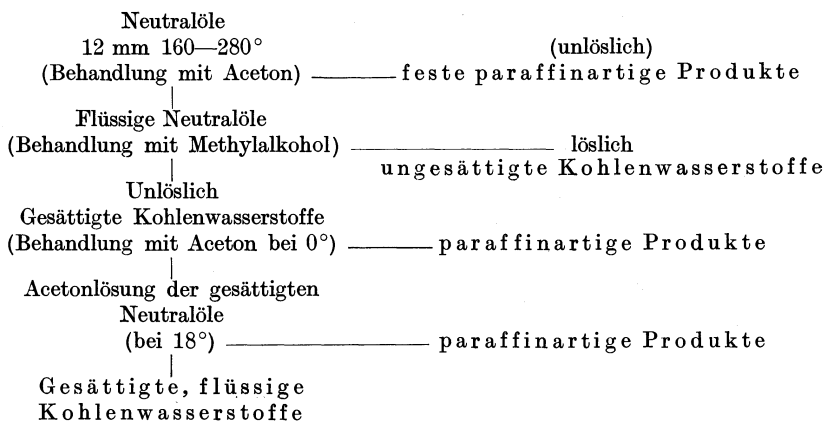 Neutralöle
12 mm 160—280°
(unlöslich)
(Behandlung mit Aceton) ——— feste paraffinartige Produkte
Flüssige Neutralöle
(Behandlung mit Methylalkohol) ——— löslich
ungesättigte Kohlenwasserstoffe
Unlöslich
Gesättigte Kohlenwasserstoffe
(Behandlung mit Aceton bei 0°) ——— paraffinartige Produkte
Acetonlösung der gesättigten
Neutralöle
(bei 18°) ——— paraffinartige Produkte
Gesättigte, flüssige
Kohlenwasserstoffe